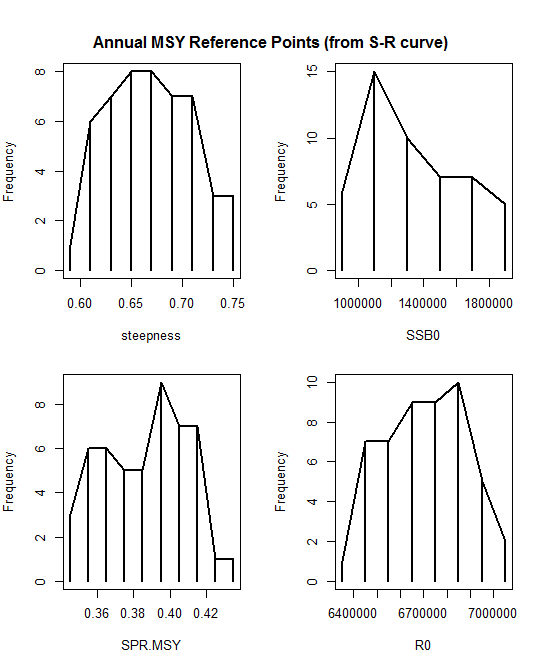 Annual MSY Reference Points (from S-R curve)
Frequency
0 2 4 6 8
0.60 0.65 0.70 0.75
steepness
Frequency
0 5 10 15
1000000 1400000 1800000
SSB0
Frequency
0 2 4 6 8
0.36 0.38 0.40 0.42
SPR.MSY
Frequency
0 2 4 6 8 10
6400000 6700000 7000000
R0